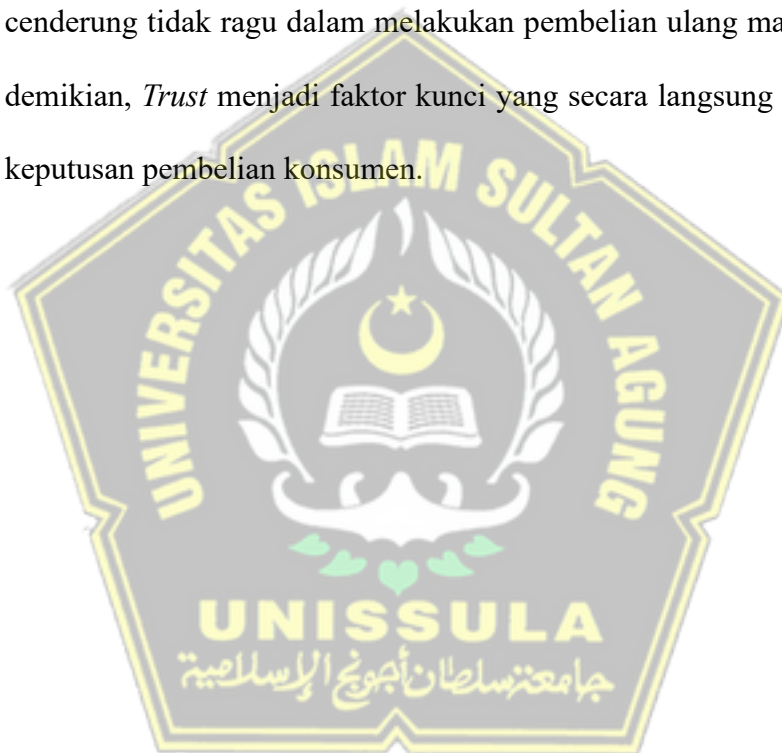 cenderung tidak ragu dalam melakukan pembelian ulang
demikian, Trust menjadi faktor kunci yang secara langsung
keputusan pembelian konsumen.
UNIVERSITAS ISLAM SULTAN AGUNG
UNISSULA
جامعة سلطان أجونج الإسلامية